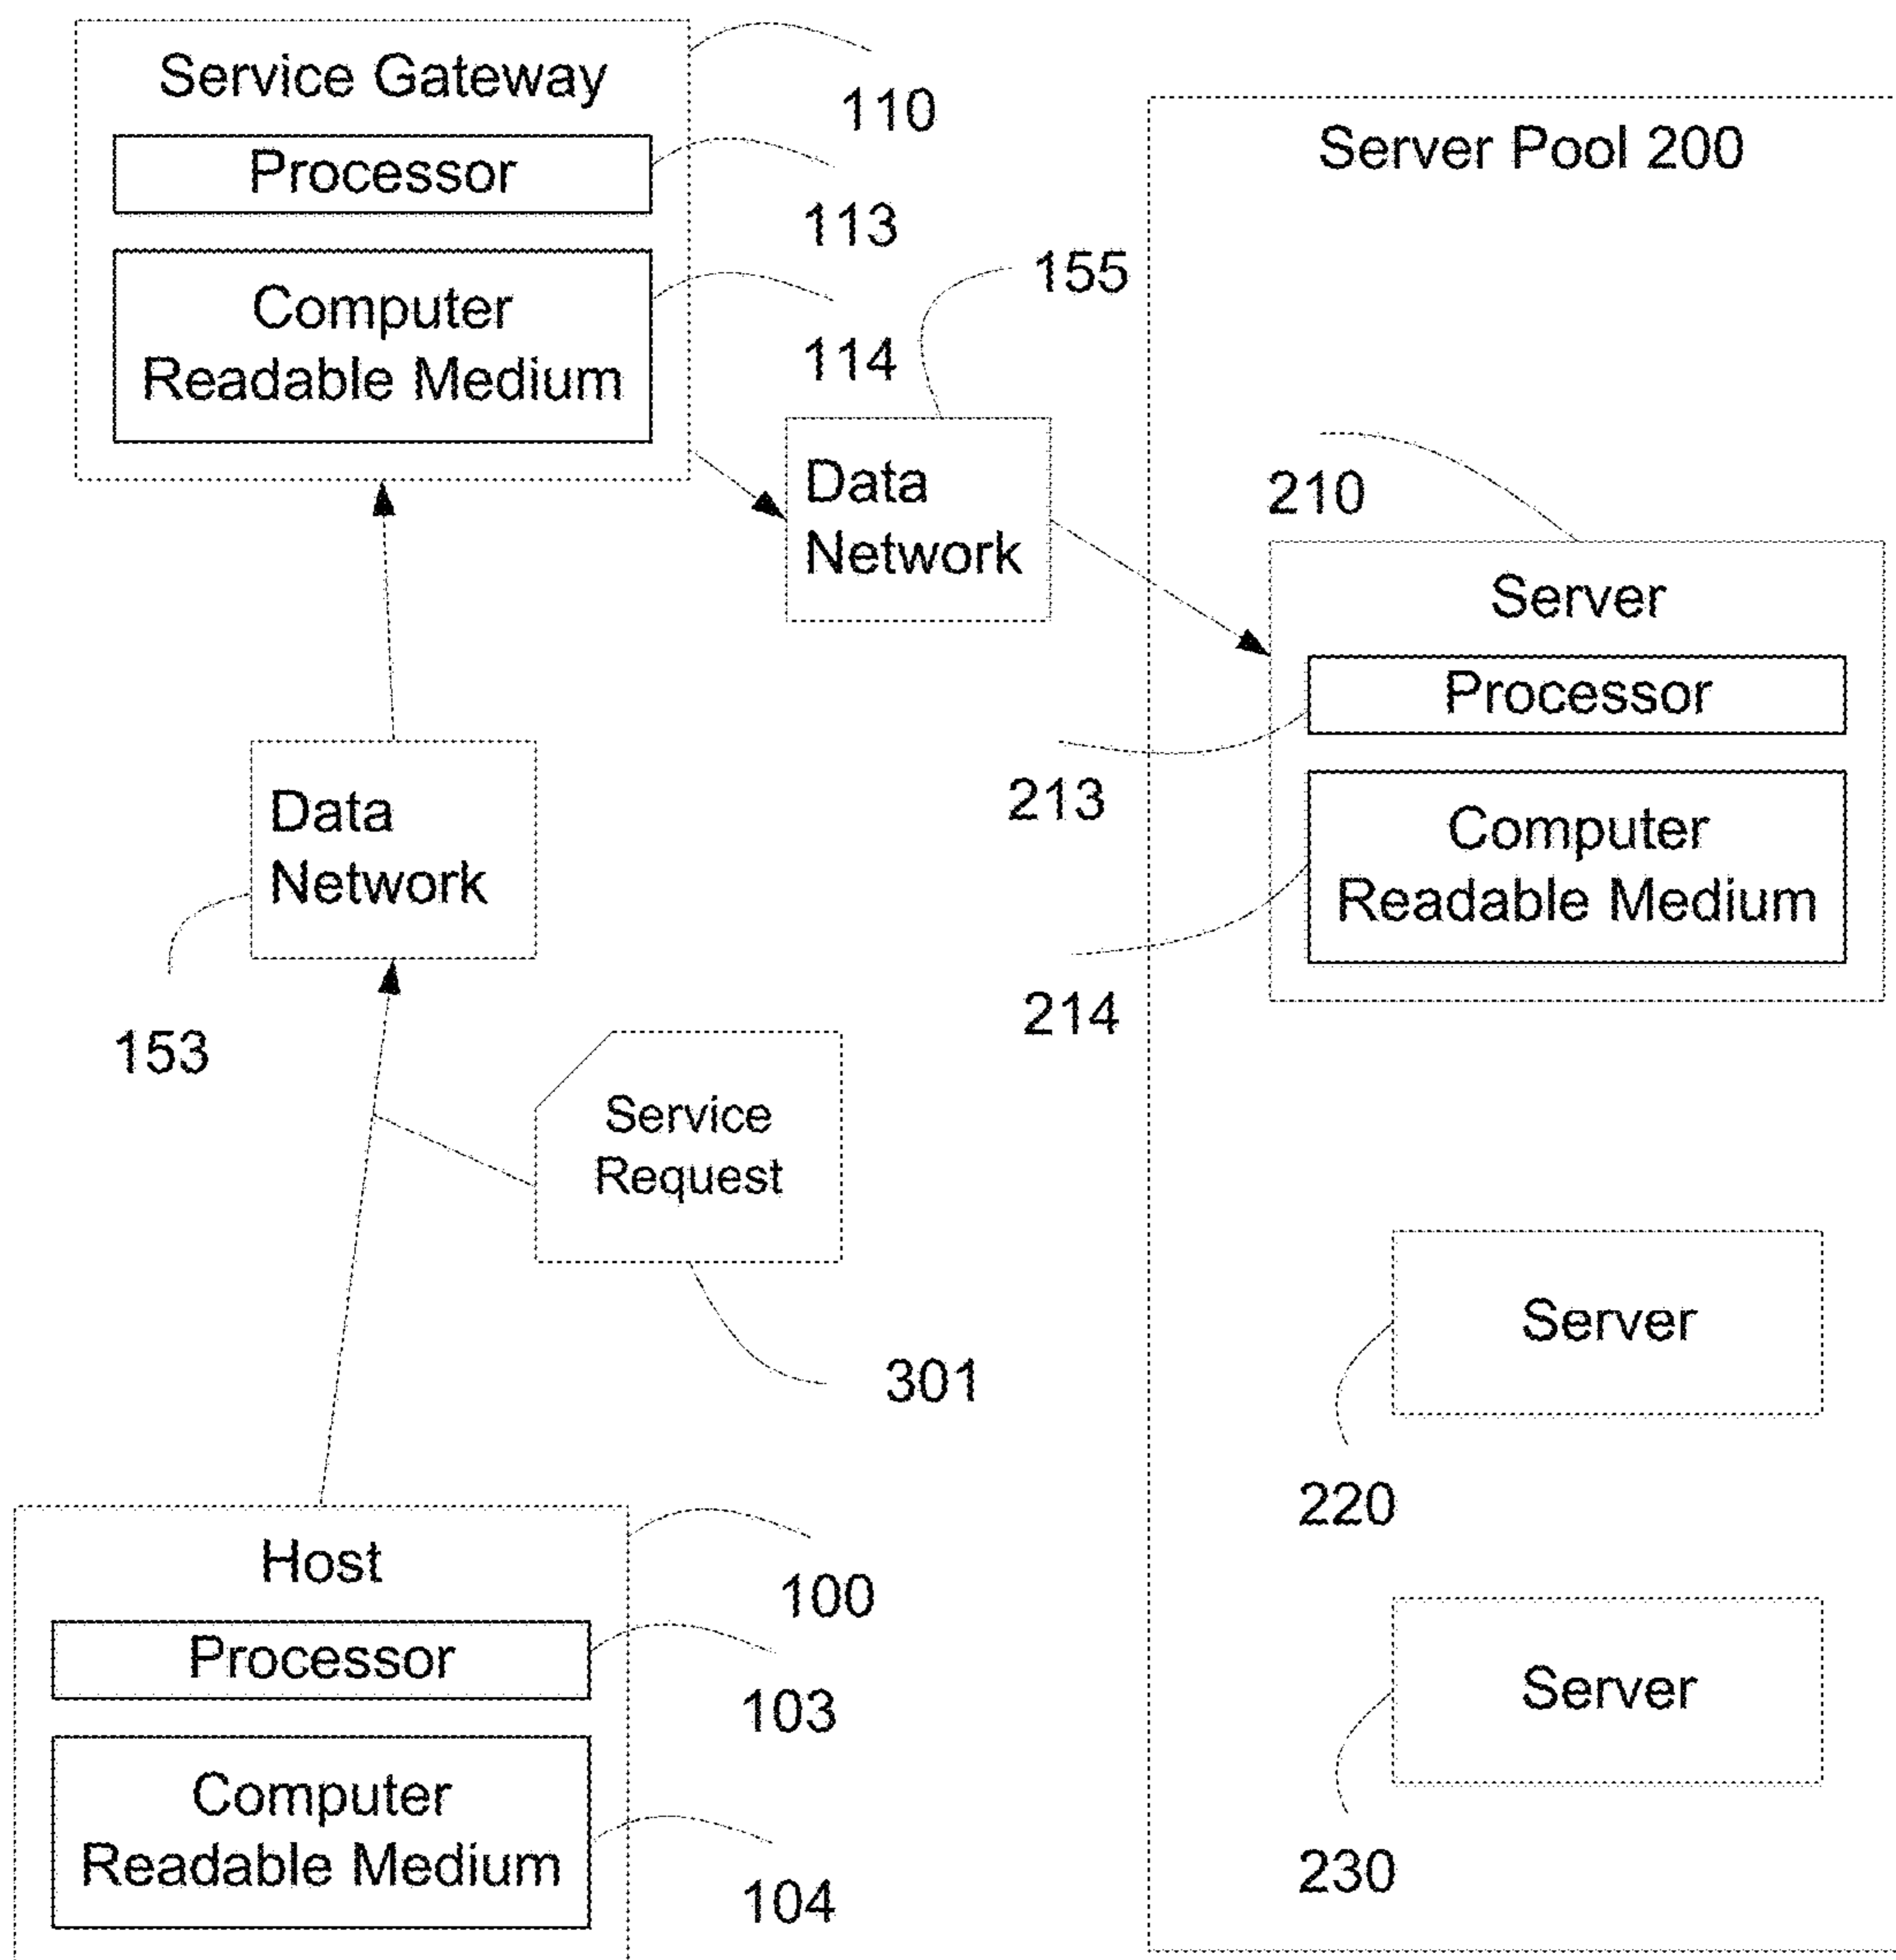 Service Gateway
110
Processor
113
Computer
Readable Medium
114
155
Data
Network
Server Pool 200
210
Server
Processor
213
Computer
Readable Medium
214
Data
Network
153
Service
Request
301
Server
220
Host
100
Processor
103
Computer
Readable Medium
104
Server
230